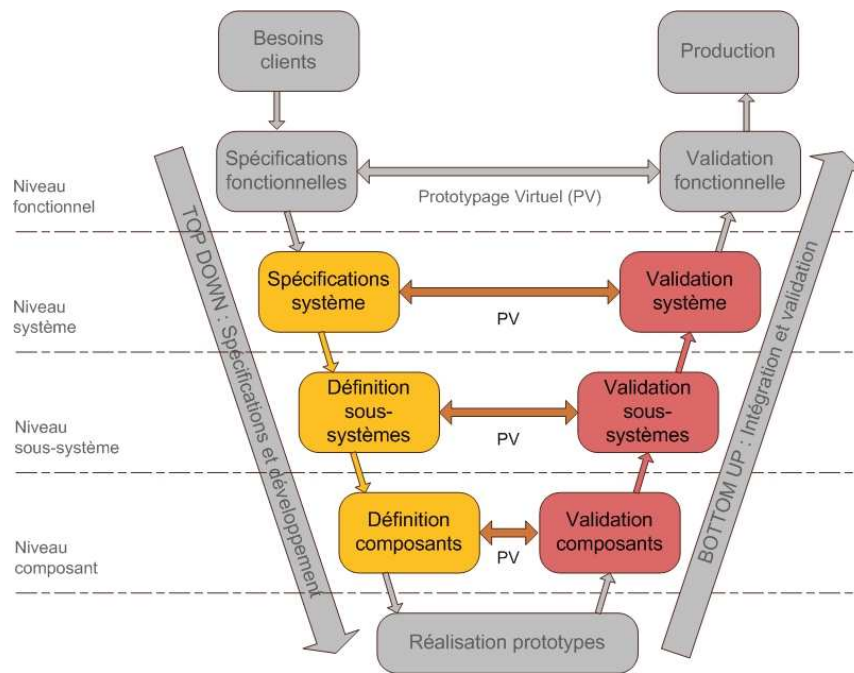 Besoins
clients
Production
Spécifications
fonctionnelles
Validation
fonctionnelle
Prototypage Virtuel (PV)
Niveau
fonctionnel
TOP DOWN : Spécifications et développement
BOTTOM UP : Intégration et validation
Spécifications
système
Validation
système
PV
Niveau
système
Définition
sous-
systèmes
Validation
sous-
systèmes
PV
Niveau
sous-système
Définition
composants
Validation
composants
PV
Niveau
composant
Réalisation prototypes